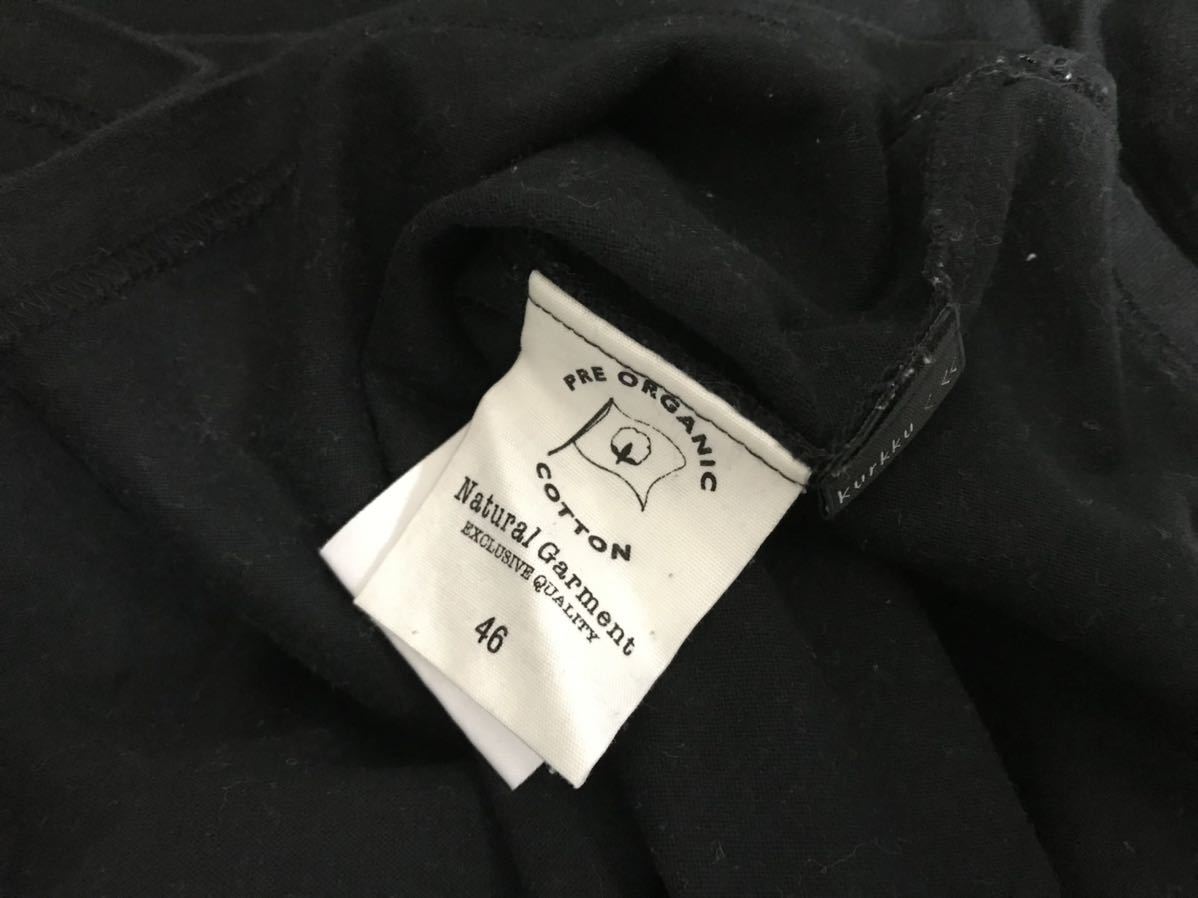 PRE ORGANIC
COTTON
Natural Garment
EXCLUSIVE QUALITY
46
kurkku